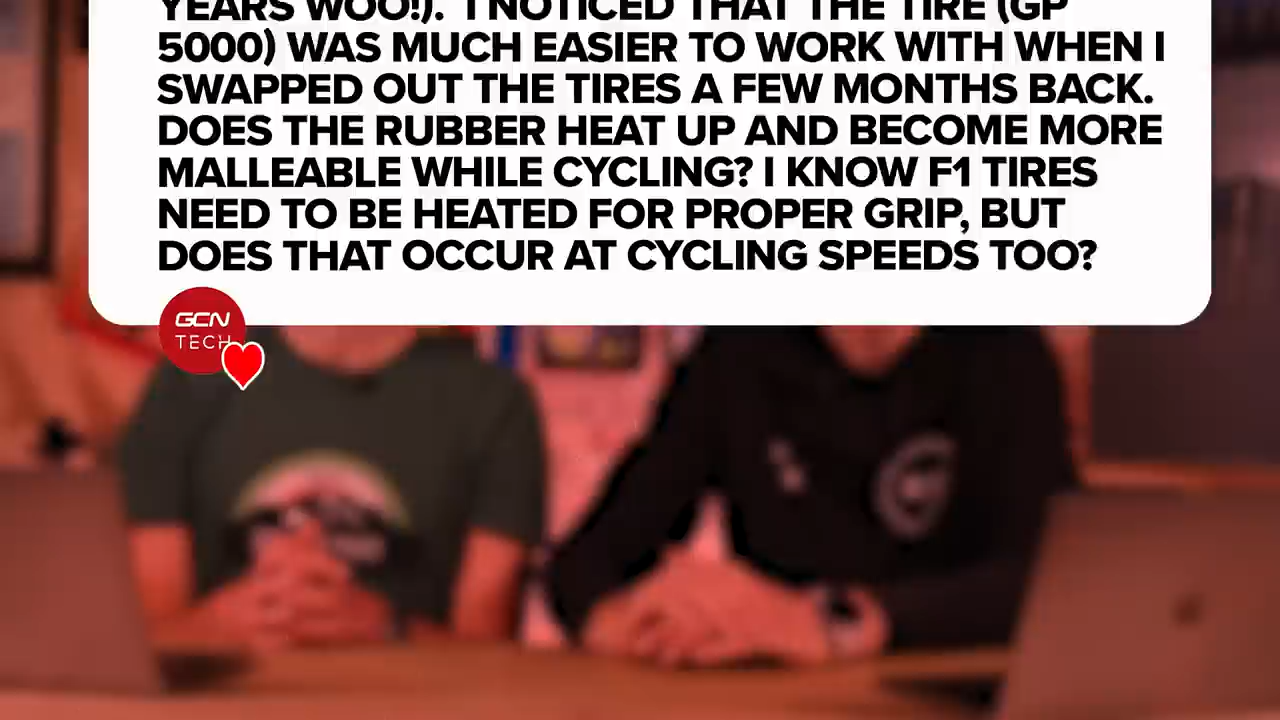 YEARS WOO!). I NOTICED THAT THE TIRE (GP
5000) WAS MUCH EASIER TO WORK WITH WHEN I
SWAPPED OUT THE TIRES A FEW MONTHS BACK.
DOES THE RUBBER HEAT UP AND BECOME MORE
MALLEABLE WHILE CYCLING? I KNOW F1 TIRES
NEED TO BE HEATED FOR PROPER GRIP, BUT
DOES THAT OCCUR AT CYCLING SPEEDS TOO?
GCN
TECH